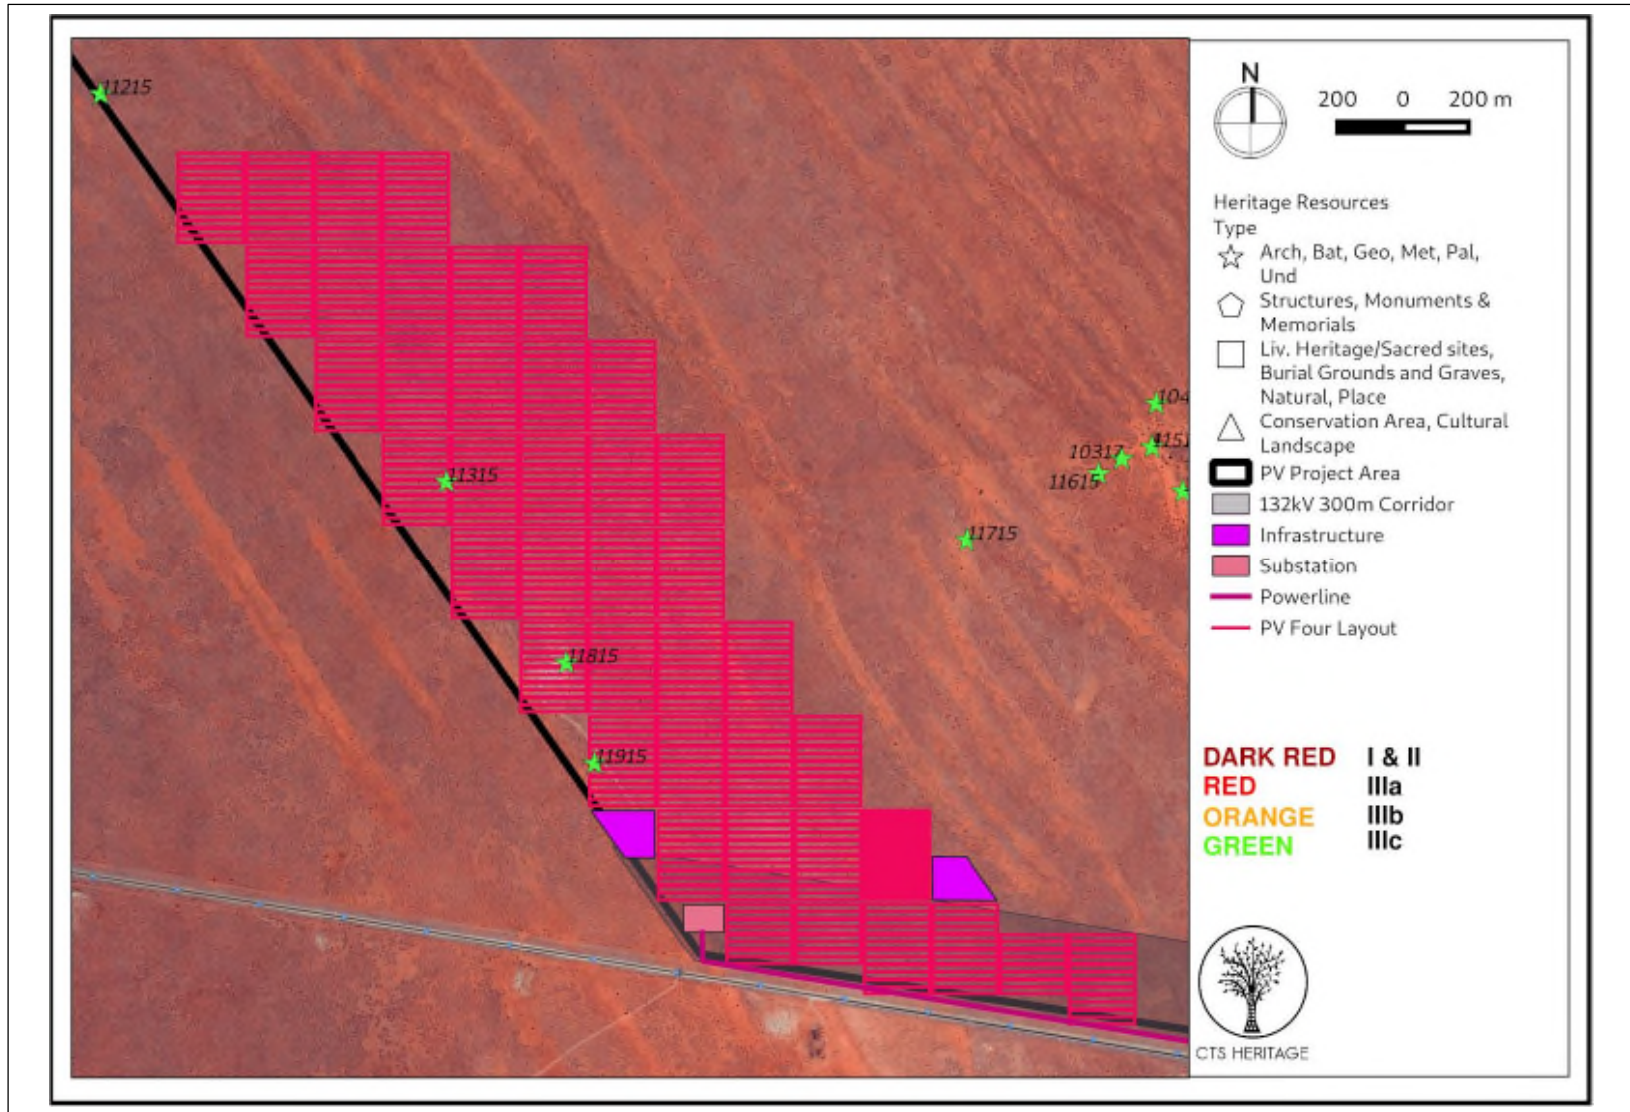 11215
11315
11815
11915
11715
104
1151
10317
11615
N
200 0 200 m
Heritage Resources
Type
Arch, Bat, Geo, Met, Pal,
Und
Structures, Monuments &
Memorials
Liv. Heritage/Sacred sites,
Burial Grounds and Graves,
Natural, Place
Conservation Area, Cultural
Landscape
PV Project Area
132kV 300m Corridor
Infrastructure
Substation
Powerline
PV Four Layout
DARK RED I & II
RED IIIa
ORANGE IIIb
GREEN IIIc
CTS HERITAGE